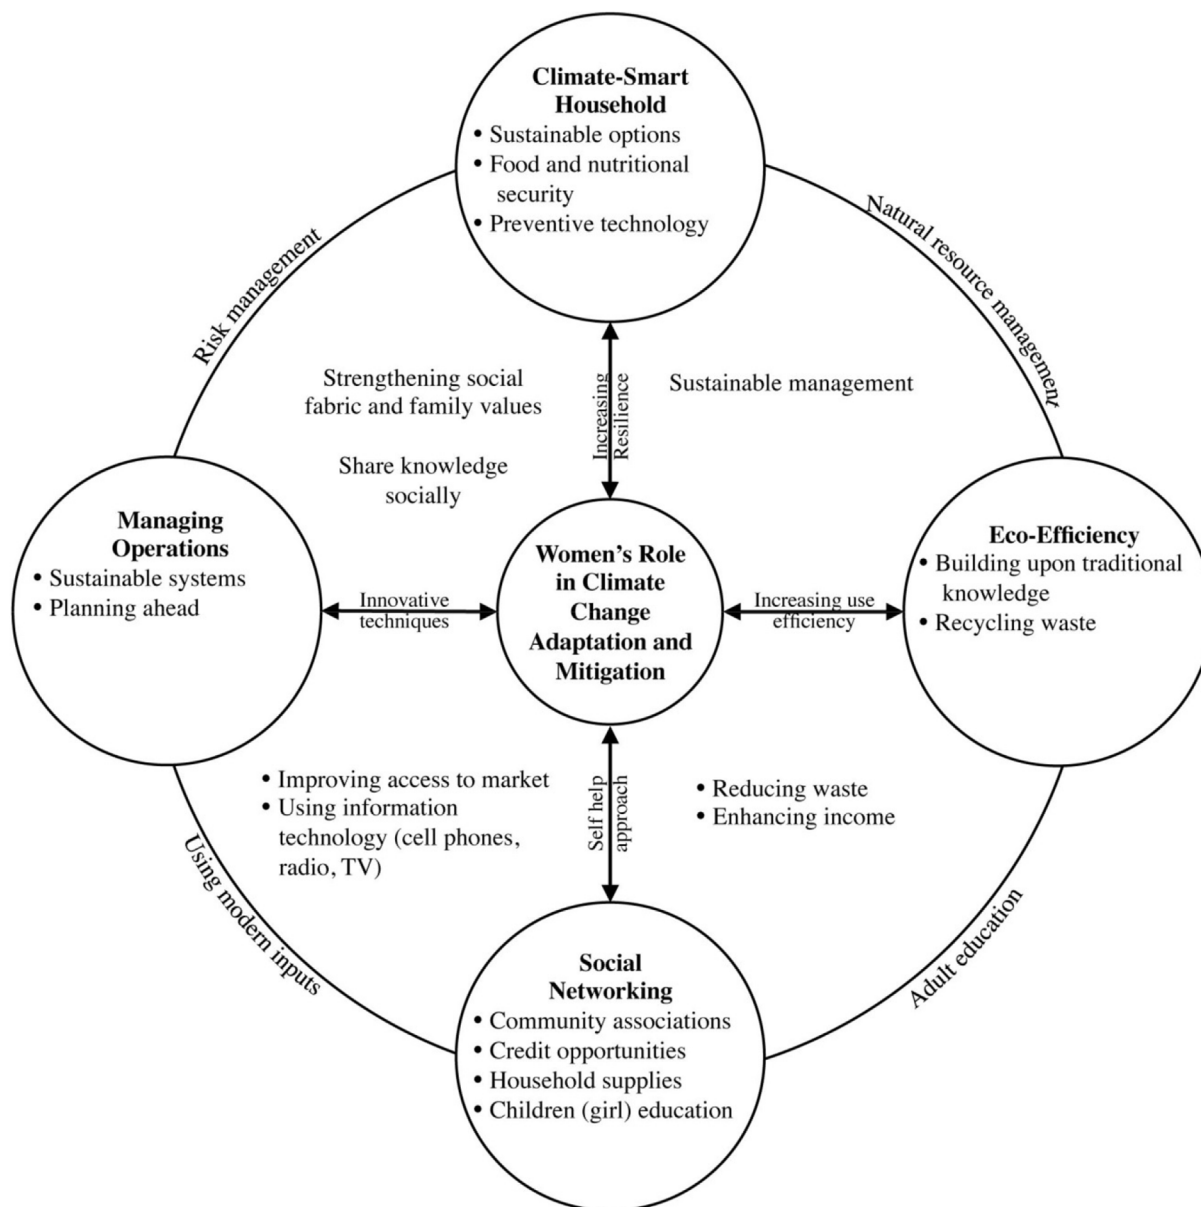 Climate-Smart
Household
• Sustainable options
• Food and nutritional
security
• Preventive technology
Risk management
Natural resource management
Strengthening social
fabric and family values
Share knowledge
socially
Increasing
Resilience
Sustainable management
Managing
Operations
• Sustainable systems
• Planning ahead
Innovative
techniques
Women’s Role
in Climate
Change
Adaptation and
Mitigation
Increasing use
efficiency
Eco-Efficiency
• Building upon traditional
knowledge
• Recycling waste
• Improving access to market
• Using information
technology (cell phones,
radio, TV)
Self help
approach
• Reducing waste
• Enhancing income
Using modern inputs
Adult education
Social
Networking
• Community associations
• Credit opportunities
• Household supplies
• Children (girl) education